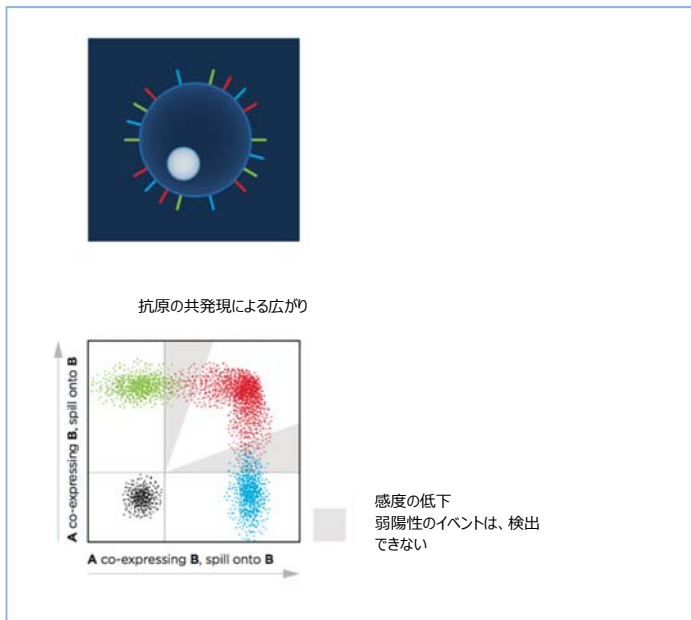 抗原の共発現による広がり
A co-expressing B, spill onto B
感度の低下
弱陽性のイベントは、検出
できない
A co-expressing B, spill onto B